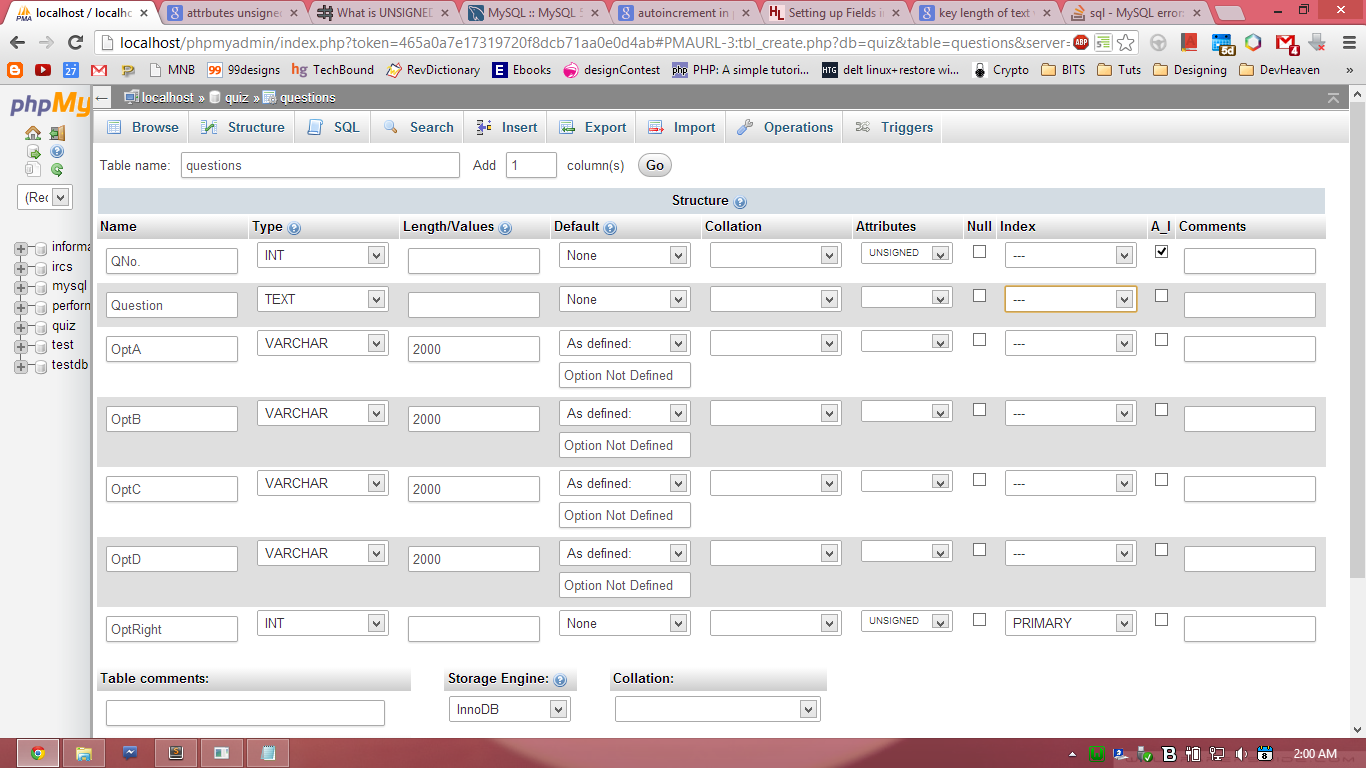 localhost / localho
attrbutes unsigned
What is UNSIGNED
MySQL :: MySQL 5
autoincrement in p
Setting up Fields in
key length of text
sql - MySQL error:
localhost/phpmyadmin/index.php?token=465a0a7e1731972f8dcb71aa0e0d4af4#PMAURL-3:tbl_create.php?db=quiz&table=questions&server=
MNB
99designs
TechBound
RevDictionary
Ebooks
designContest
PHP: A simple tutori...
delt linux+restore wi...
Crypto
BITS
Tuts
Designing
DevHeaven
»
phpMy
localhost » quiz » questions
Browse
Structure
SQL
Search
Insert
Export
Import
Operations
Triggers
(Rec
informa
ircs
mysql
perform
quiz
test
testdb
Table name: questions Add 1 column(s) Go
Structure
Name Type Length/Values Default Collation Attributes Null Index A_I Comments
QNo. INT None UNSIGNED ---
Question TEXT None ---
OptA VARCHAR 2000 As defined: ---
Option Not Defined
OptB VARCHAR 2000 As defined: ---
Option Not Defined
OptC VARCHAR 2000 As defined: ---
Option Not Defined
OptD VARCHAR 2000 As defined: ---
Option Not Defined
OptRight INT None UNSIGNED PRIMARY
Table comments: Storage Engine: Collation:
InnoDB
2:00 AM